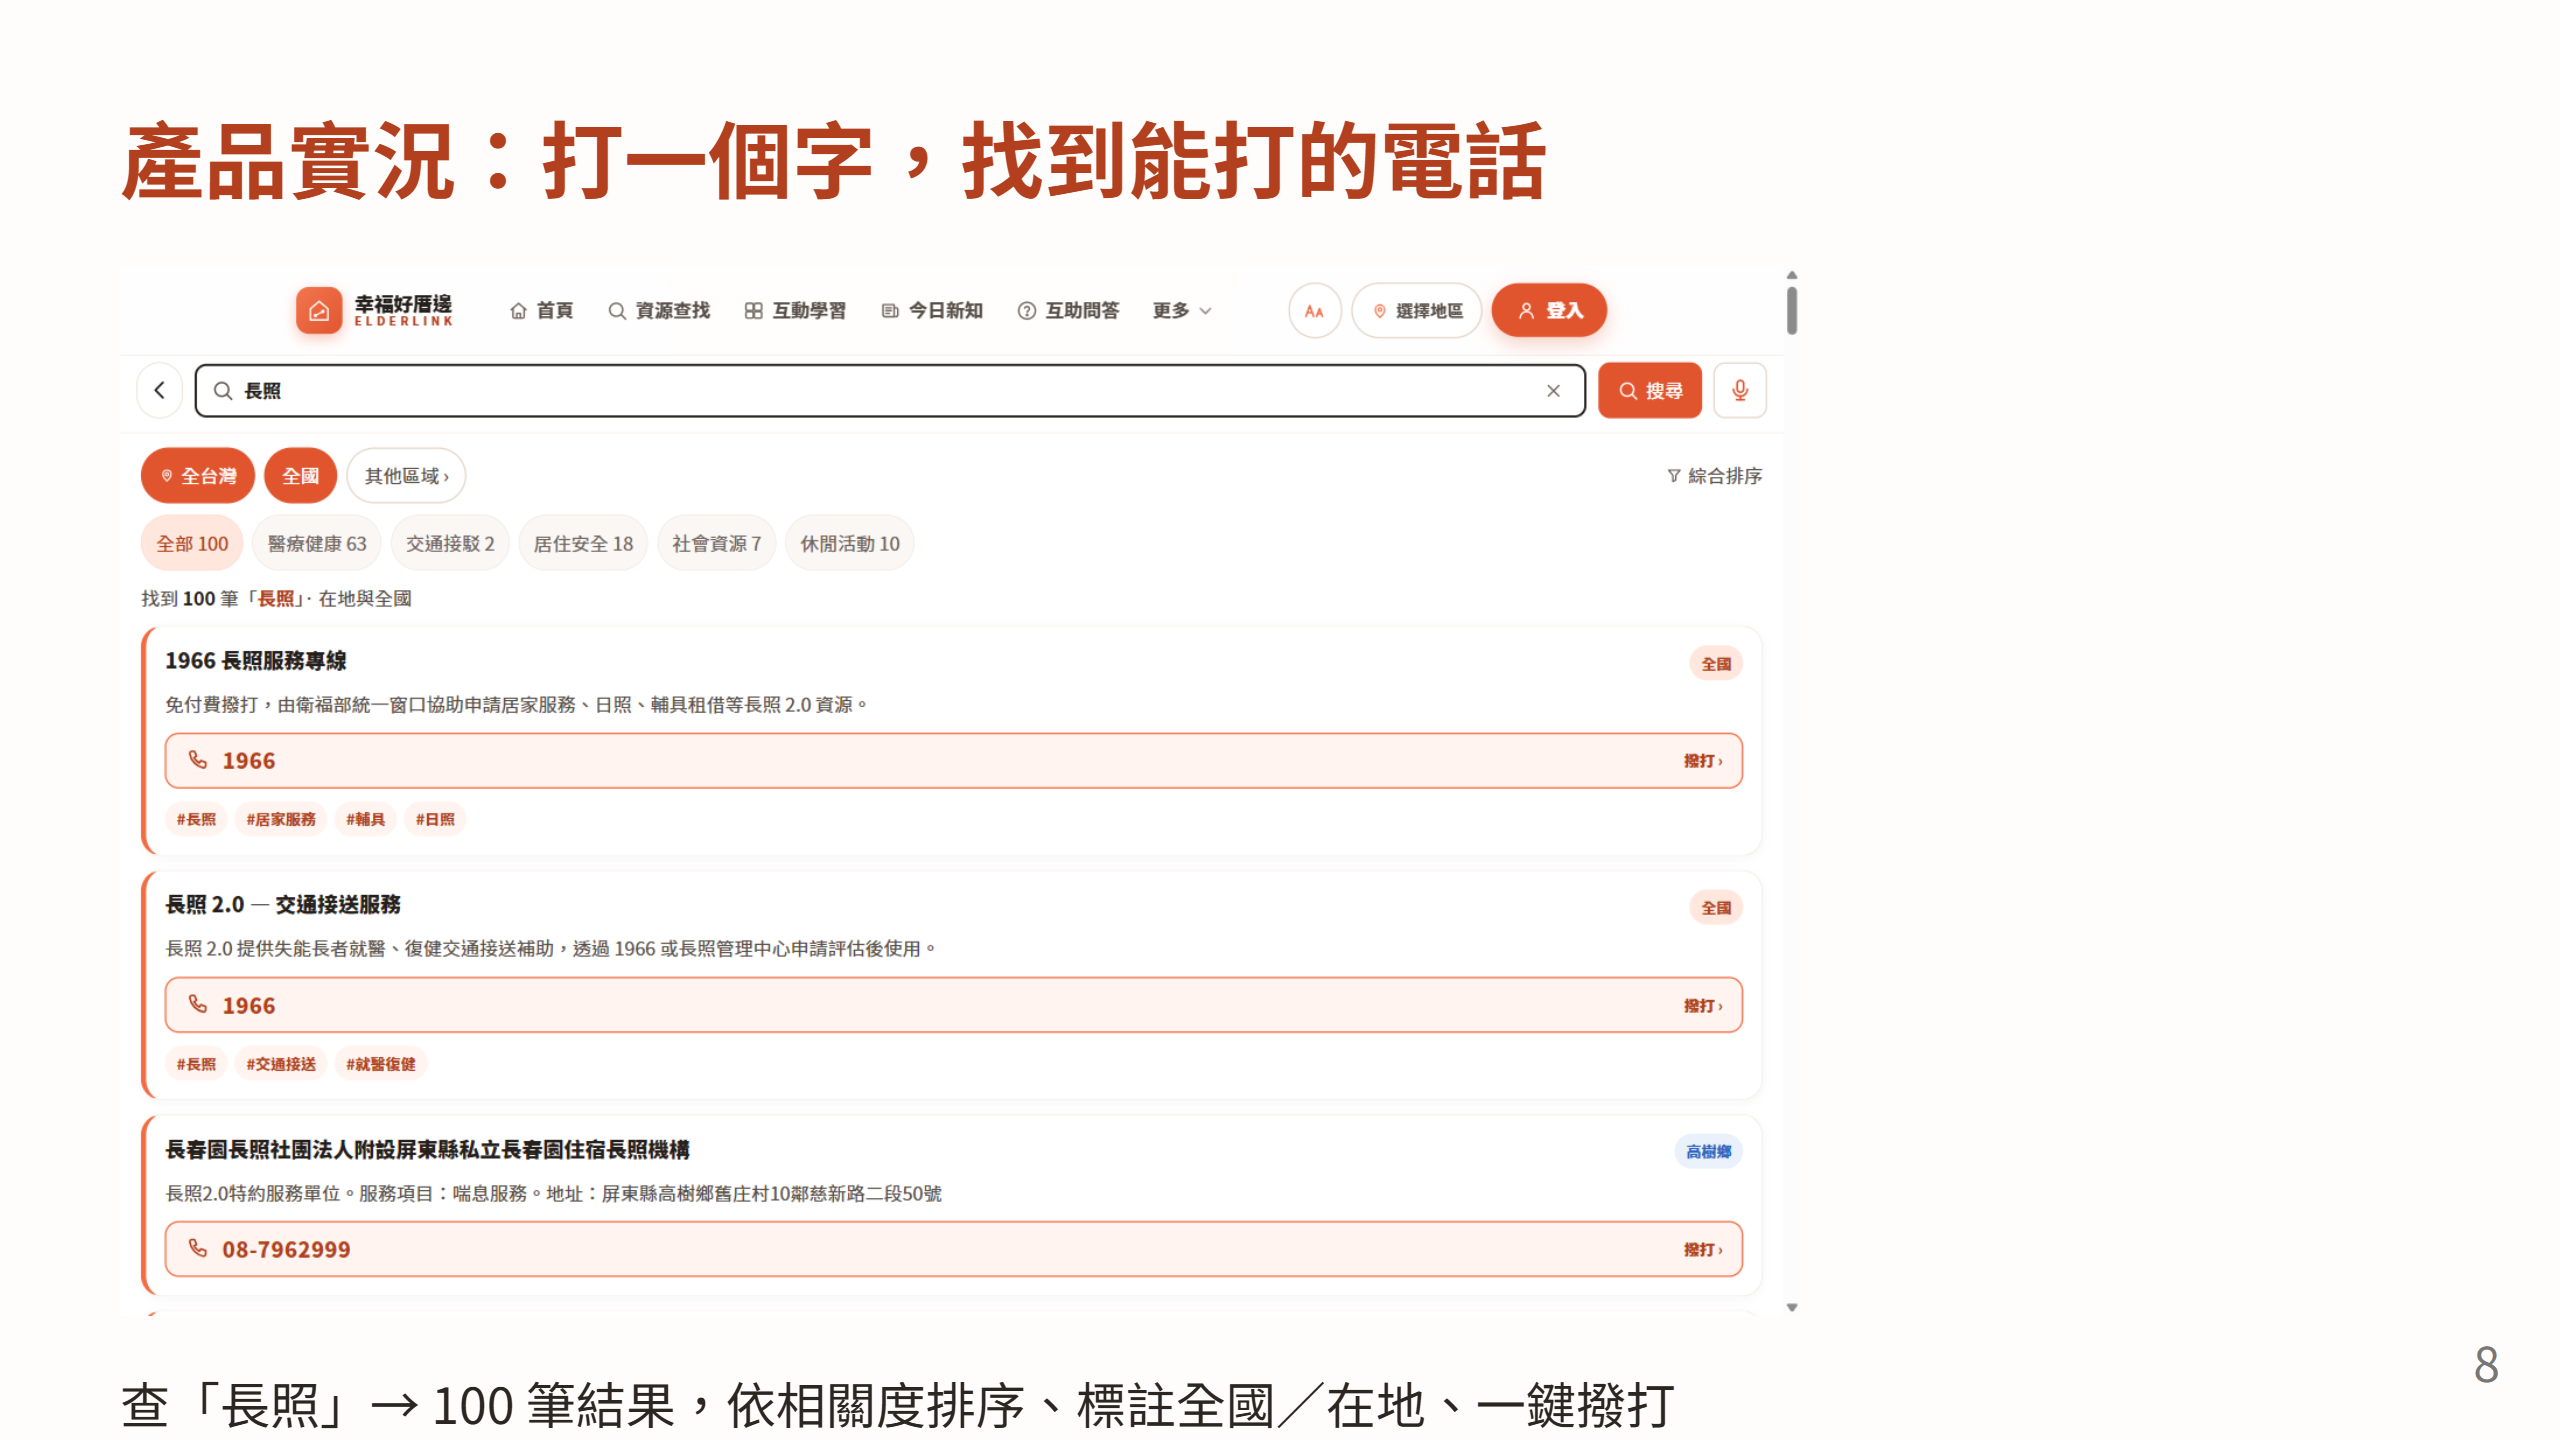 產品實況：打一個字，找到能打的電話
幸福好厝邊
ELDERLINK
首頁 資源查找 互動學習 今日新知 互助問答 更多
AA 選擇地區 登入
長照 搜尋
全台灣 全國 其他區域 › 綜合排序
全部 100 醫療健康 63 交通接駁 2 居住安全 18 社會資源 7 休閒活動 10
找到 100 筆「長照」· 在地與全國
1966 長照服務專線 全國
免付費撥打，由衛福部統一窗口協助申請居家服務、日照、輔具租借等長照 2.0 資源。
1966 撥打 ›
#長照 #居家服務 #輔具 #日照
長照 2.0 — 交通接送服務 全國
長照 2.0 提供失能長者就醫、復健交通接送補助，透過 1966 或長照管理中心申請評估後使用。
1966 撥打 ›
#長照 #交通接送 #就醫復健
長春園長照社團法人附設屏東縣私立長春園住宿長照機構 高樹鄉
長照2.0特約服務單位。服務項目：喘息服務。地址：屏東縣高樹鄉舊庄村10鄰慈新路二段50號
08-7962999 撥打 ›
查「長照」→ 100 筆結果，依相關度排序、標註全國／在地、一鍵撥打
8